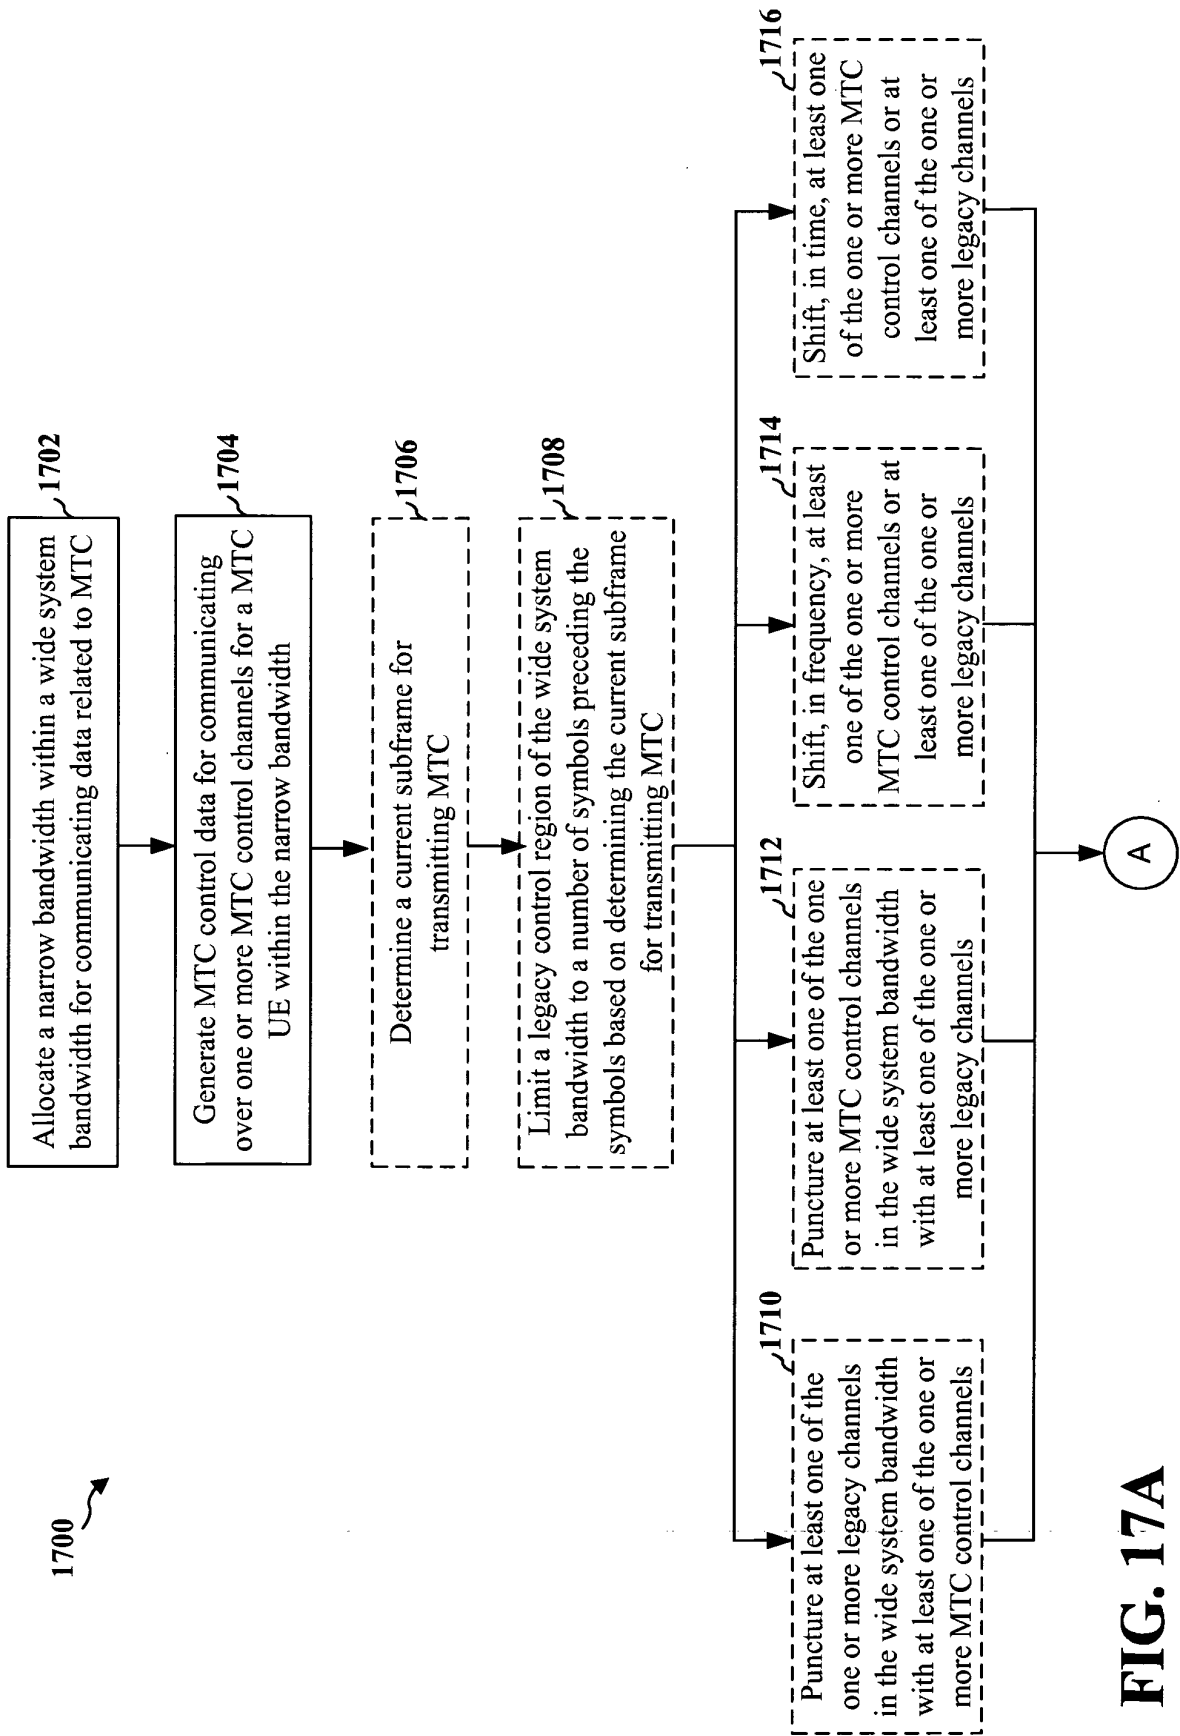 1700
1702
Allocate a narrow bandwidth within a wide system
bandwidth for communicating data related to MTC
1704
Generate MTC control data for communicating
over one or more MTC control channels for a MTC
UE within the narrow bandwidth
1706
Determine a current subframe for
transmitting MTC
1708
Limit a legacy control region of the wide system
bandwidth to a number of symbols preceding the
symbols based on determining the current subframe
for transmitting MTC
1710
Puncture at least one of the
one or more legacy channels
in the wide system bandwidth
with at least one of the one or
more MTC control channels
1712
Puncture at least one of the one
or more MTC control channels
in the wide system bandwidth
with at least one of the one or
more legacy channels
1714
Shift, in frequency, at least
one of the one or more
MTC control channels or at
least one of the one or
more legacy channels
1716
Shift, in time, at least one
of the one or more MTC
control channels or at
least one of the one or
more legacy channels
A
FIG. 17A